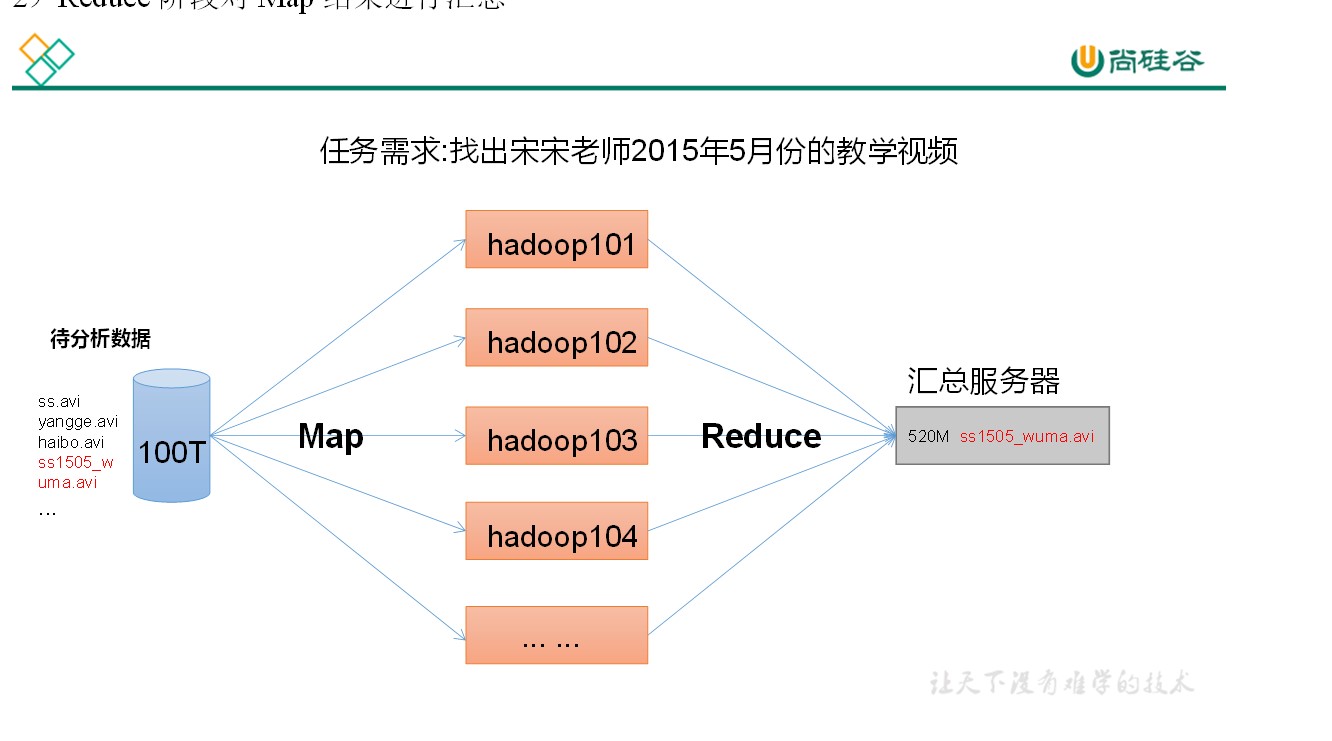 2）Reduce 阶段对 Map 结果进行汇总
尚硅谷
任务需求:找出宋宋老师2015年5月份的教学视频
待分析数据
ss.avi
yangge.avi
haibo.avi
ss1505_w
uma.avi
...
100T
Map
hadoop101
hadoop102
hadoop103
hadoop104
... ...
Reduce
汇总服务器
520M ss1505_wuma.avi
让天下没有难学的技术